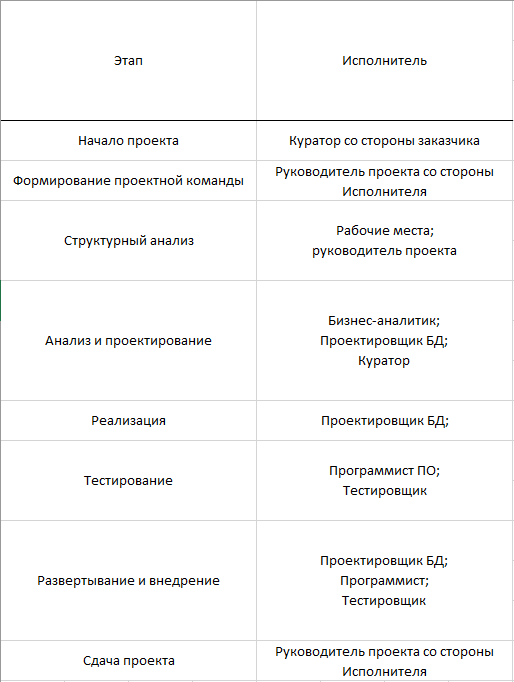 Этап
Исполнитель
Начало проекта
Куратор со стороны заказчика
Формирование проектной команды
Руководитель проекта со стороны
Исполнителя
Структурный анализ
Рабочие места;
руководитель проекта
Анализ и проектирование
Бизнес-аналитик;
Проектировщик БД;
Куратор
Реализация
Проектировщик БД;
Тестирование
Программист ПО;
Тестировщик
Развертывание и внедрение
Проектировщик БД;
Программист;
Тестировщик
Сдача проекта
Руководитель проекта со стороны
Исполнителя